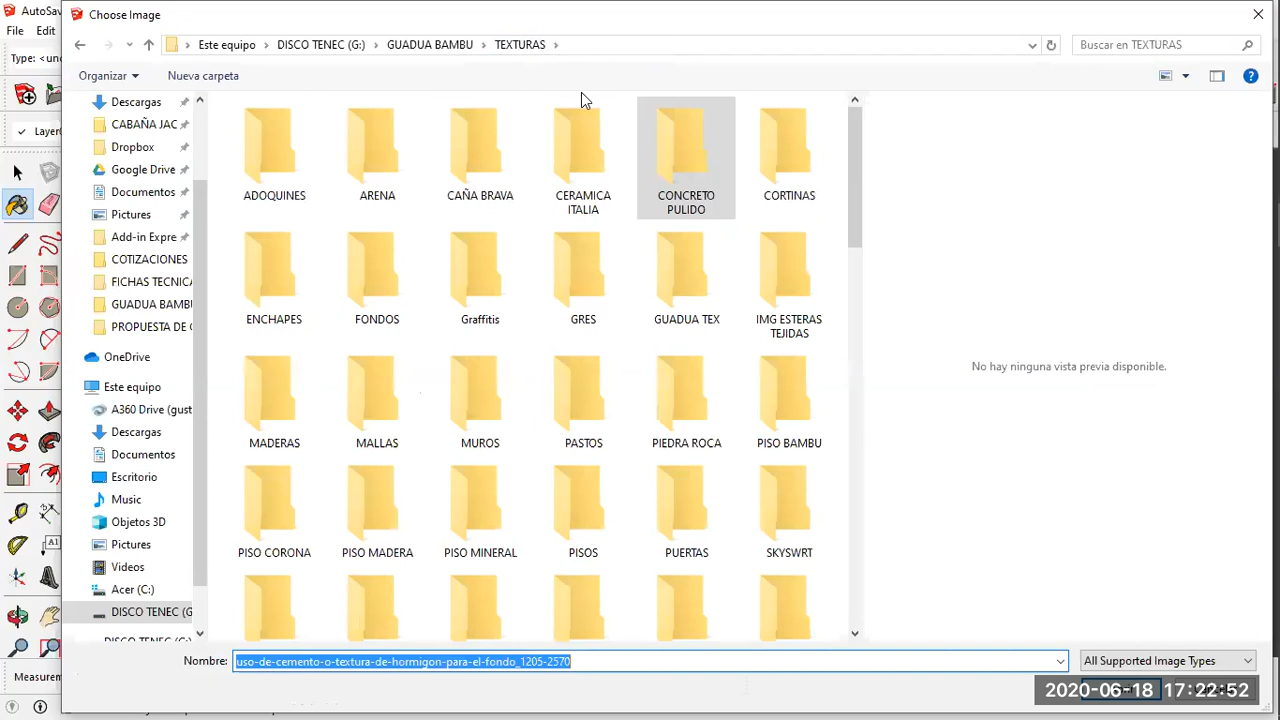 AutoSav
Choose Image
File Edit
Este equipo > DISCO TENEC (G:) > GUADUA BAMBU > TEXTURAS >
Buscar en TEXTURAS
Type: <un
Organizar
Nueva carpeta
Descargas
CABAÑA JAC
Layer
Dropbox
Google Drive
Documentos
Pictures
Add-in Expre
COTIZACIONES
FICHAS TECNICA
GUADUA BAMBU
PROPUESTA DE
OneDrive
Este equipo
A360 Drive (gust
Descargas
Documentos
Escritorio
Music
Objetos 3D
Pictures
Videos
Acer (C:)
DISCO TENEC (G
DISCO TENEC (G:)
ADOQUINES
ARENA
CAÑA BRAVA
CERAMICA ITALIA
CONCRETO PULIDO
CORTINAS
ENCHAPES
FONDOS
Graffitis
GRES
GUADUA TEX
IMG ESTERAS TEJIDAS
MADERAS
MALLAS
MUROS
PASTOS
PIEDRA ROCA
PISO BAMBU
PISO CORONA
PISO MADERA
PISO MINERAL
PISOS
PUERTAS
SKYSWRT
No hay ninguna vista previa disponible.
Nombre: uso-de-cemento-o-textura-de-hormigon-para-el-fondo_1205-2570
All Supported Image Types
Measurem
2020-06-18 17:22:52